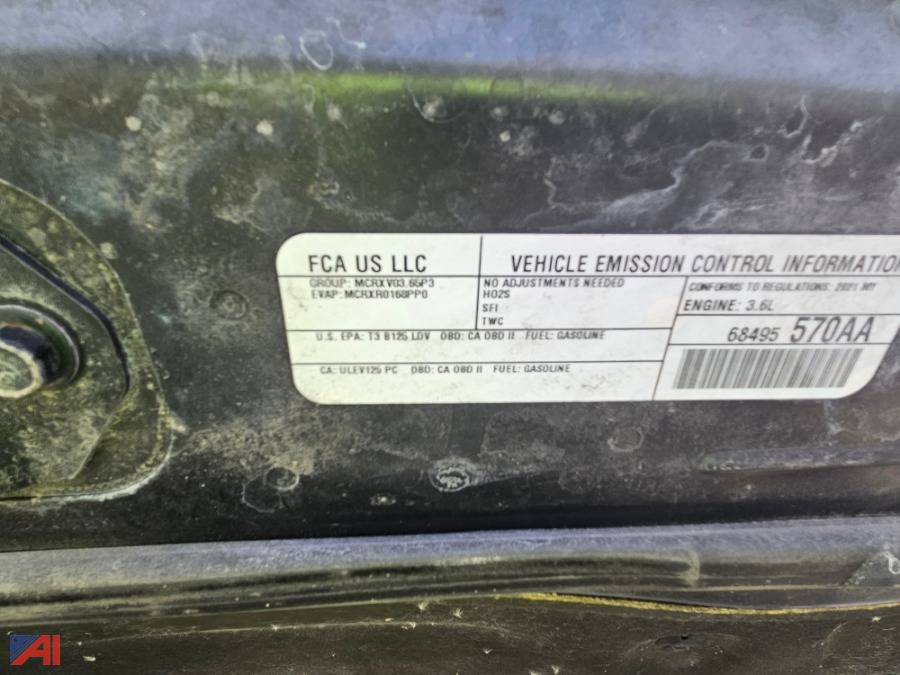 FCA US LLC
VEHICLE EMISSION CONTROL INFORMATION
GROUP: MCRXV03.65P3
EVAP: MCRXR0168PP0
NO ADJUSTMENTS NEEDED
HO2S
SFI
TWC
CONFORMS TO REGULATIONS: 2021 MY
ENGINE: 3.6L
U.S. EPA: T3 B125 LDV OBD: CA OBD II FUEL: GASOLINE
CA: ULEV125 PC OBD: CA OBD II FUEL: GASOLINE
68495 570AA
AI